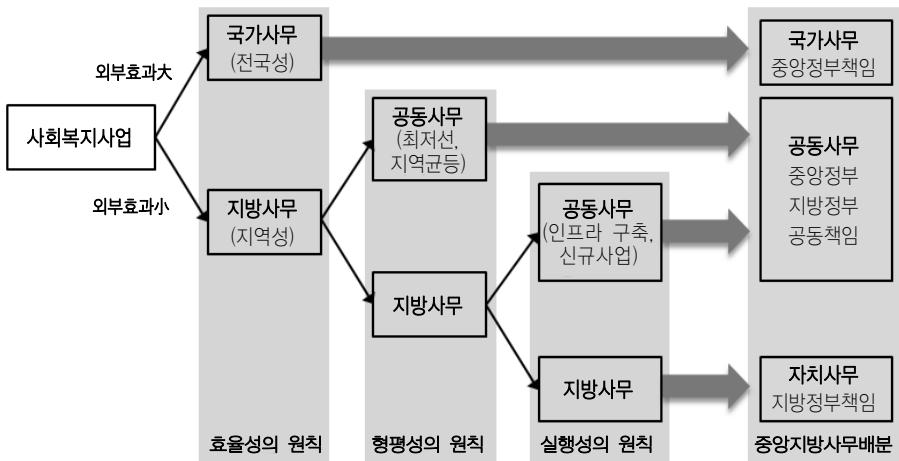 사회복지사업
외부효과大
외부효과小
국가사무
(전국성)
지방사무
(지역성)
효율성의 원칙
공동사무
(최저선,
지역균등)
지방사무
형평성의 원칙
공동사무
(인프라 구축,
신규사업)
지방사무
실행성의 원칙
국가사무
중앙정부책임
공동사무
중앙정부
지방정부
공동책임
자치사무
지방정부책임
중앙지방사무배분